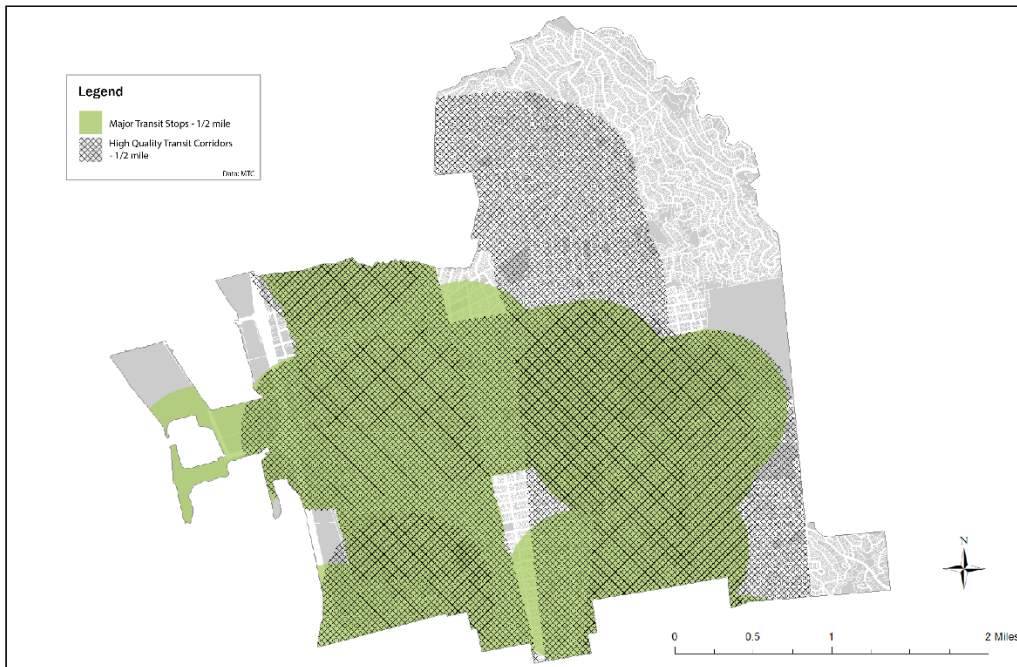 Legend
Major Transit Stops - 1/2 mile
High Quality Transit Corridors
- 1/2 mile
Data: MTC
N
0 0.5 1 2 Miles